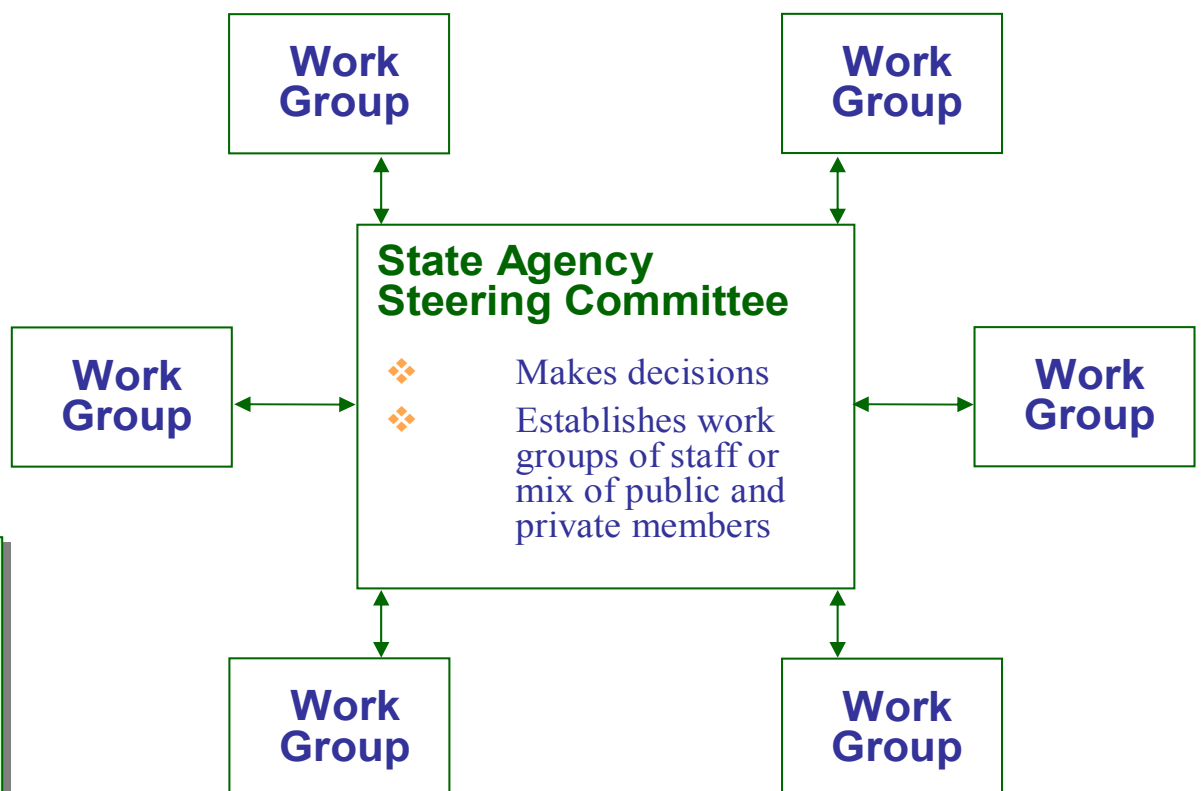 Work
Group
Work
Group
State Agency
Steering Committee
Makes decisions
Establishes work
groups of staff or
mix of public and
private members
Work
Group
Work
Group
Work
Group
Work
Group